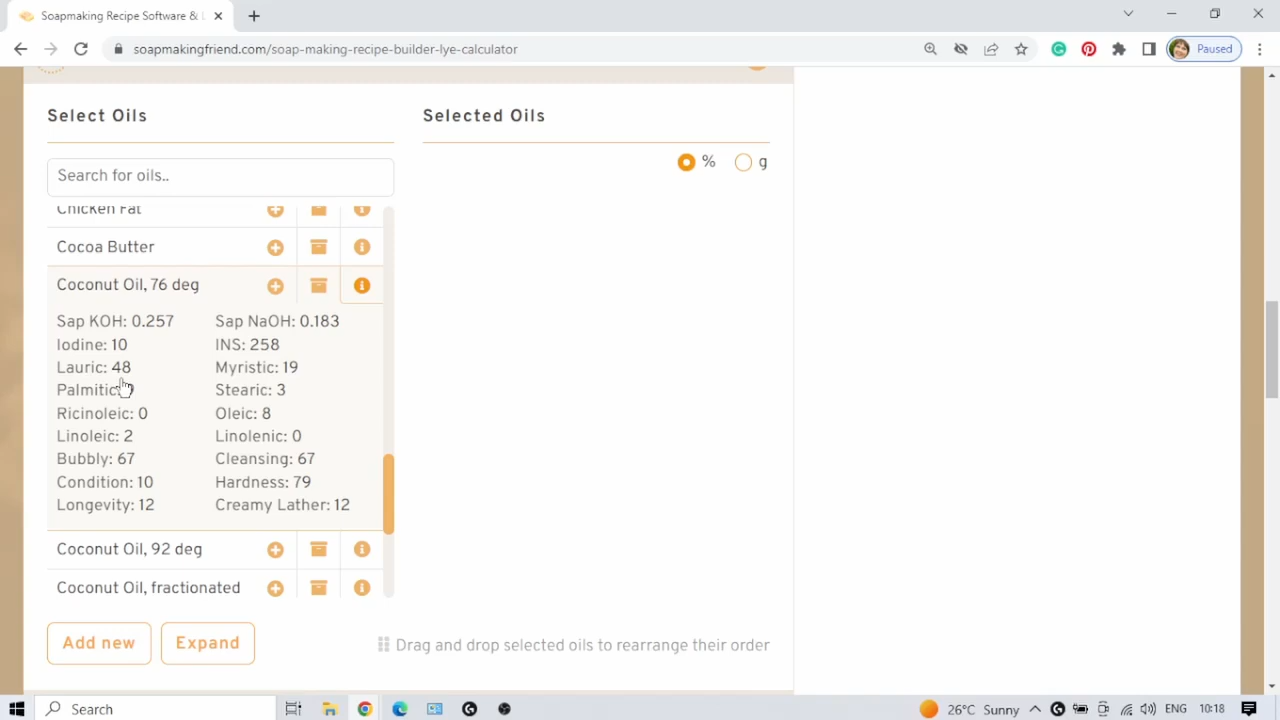 Soapmaking Recipe Software &
soapmakingfriend.com/soap-making-recipe-builder-lye-calculator
Paused
Select Oils
Selected Oils
Search for oils..
% g
Chicken Fat
Cocoa Butter
Coconut Oil, 76 deg
Sap KOH: 0.257 Sap NaOH: 0.183
Iodine: 10 INS: 258
Lauric: 48 Myristic: 19
Palmitic: Stearic: 3
Ricinoleic: 0 Oleic: 8
Linoleic: 2 Linolenic: 0
Bubbly: 67 Cleansing: 67
Condition: 10 Hardness: 79
Longevity: 12 Creamy Lather: 12
Coconut Oil, 92 deg
Coconut Oil, fractionated
Add new
Expand
Drag and drop selected oils to rearrange their order
Search
26°C Sunny
ENG
10:18